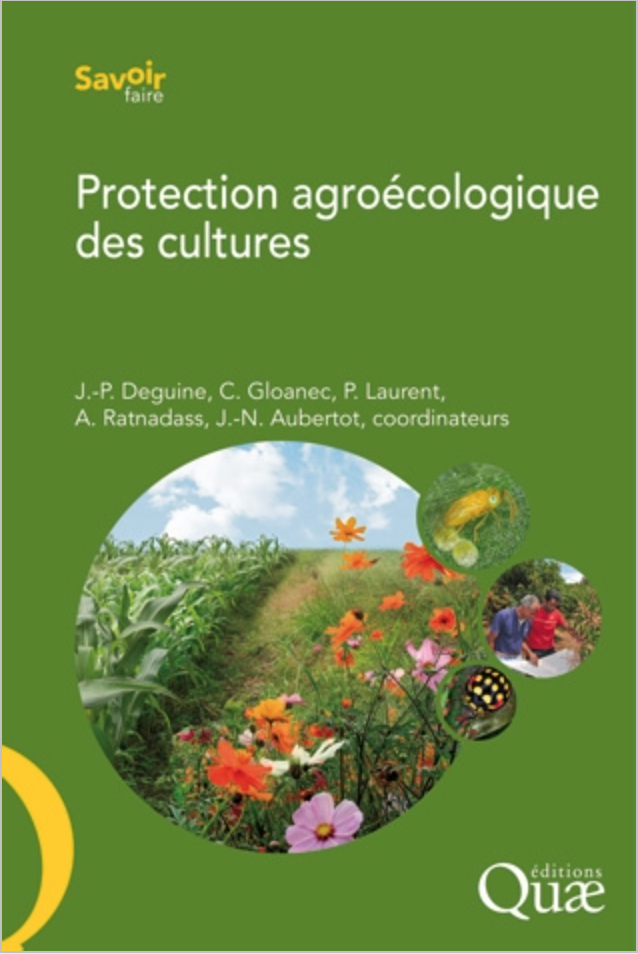 Savoir
faire
Protection agroécologique
des cultures
J.-P. Deguine, C. Gloanec, P. Laurent,
A. Ratnadass, J.-N. Aubertot, coordinateurs
éditions
Quæ